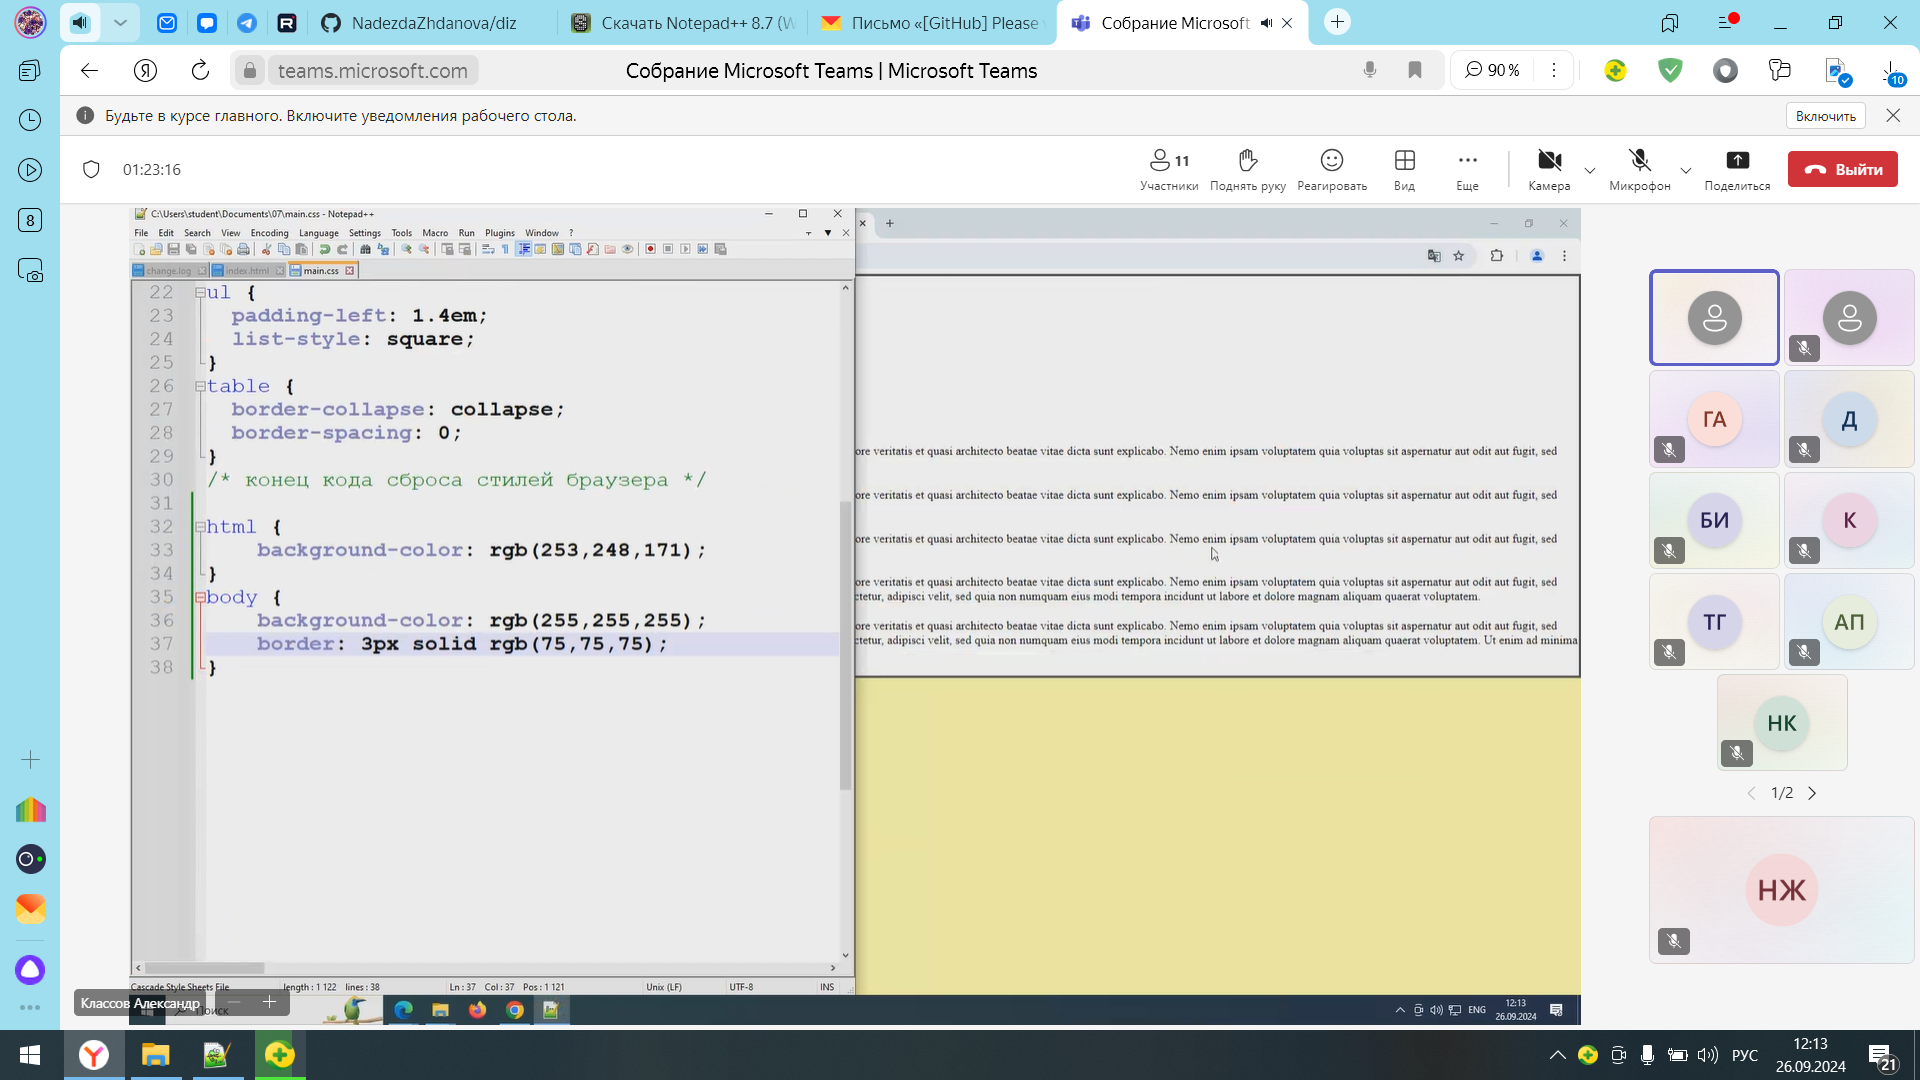 NadezdaZhdanova/diz
Скачать Notepad++ 8.7 (W
Письмо «[GitHub] Please
Собрание Microsoft
teams.microsoft.com
Собрание Microsoft Teams | Microsoft Teams
90 %
10
Будьте в курсе главного. Включите уведомления рабочего стола.
Включить
8
01:23:16
11
Участники
Поднять руку
Реагировать
Вид
Еще
Камера
Микрофон
Поделиться
Выйти
C:\Users\student\Documents\07\main.css - Notepad++
File Edit Search View Encoding Language Settings Tools Macro Run Plugins Window ?
change.log
index.html
main.css
22 ul {
23 padding-left: 1.4em;
24 list-style: square;
25 }
26 table {
27 border-collapse: collapse;
28 border-spacing: 0;
29 }
30 /* конец кода сброса стилей браузера */
31
32 html {
33 background-color: rgb(253,248,171);
34 }
35 body {
36 background-color: rgb(255,255,255);
37 border: 3px solid rgb(75,75,75);
38 }
ore veritatis et quasi architecto beatae vitae dicta sunt explicabo. Nemo enim ipsam voluptatem quia voluptas sit aspernatur aut odit aut fugit, sed
ore veritatis et quasi architecto beatae vitae dicta sunt explicabo. Nemo enim ipsam voluptatem quia voluptas sit aspernatur aut odit aut fugit, sed
ore veritatis et quasi architecto beatae vitae dicta sunt explicabo. Nemo enim ipsam voluptatem quia voluptas sit aspernatur aut odit aut fugit, sed
ore veritatis et quasi architecto beatae vitae dicta sunt explicabo. Nemo enim ipsam voluptatem quia voluptas sit aspernatur aut odit aut fugit, sed
ctetur, adipisci velit, sed quia non numquam eius modi tempora incidunt ut labore et dolore magnam aliquam quaerat voluptatem.
ore veritatis et quasi architecto beatae vitae dicta sunt explicabo. Nemo enim ipsam voluptatem quia voluptas sit aspernatur aut odit aut fugit, sed
ctetur, adipisci velit, sed quia non numquam eius modi tempora incidunt ut labore et dolore magnam aliquam quaerat voluptatem. Ut enim ad minima
Cascade Style Sheets File
length : 1 122 lines : 38
Ln : 37 Col : 37 Pos : 1 121
Unix (LF)
UTF-8
INS
Классов Александр
Поиск
ENG
12:13
26.09.2024
ГА
Д
БИ
К
ТГ
АП
НК
1/2
НЖ
РУС
12:13
26.09.2024
21